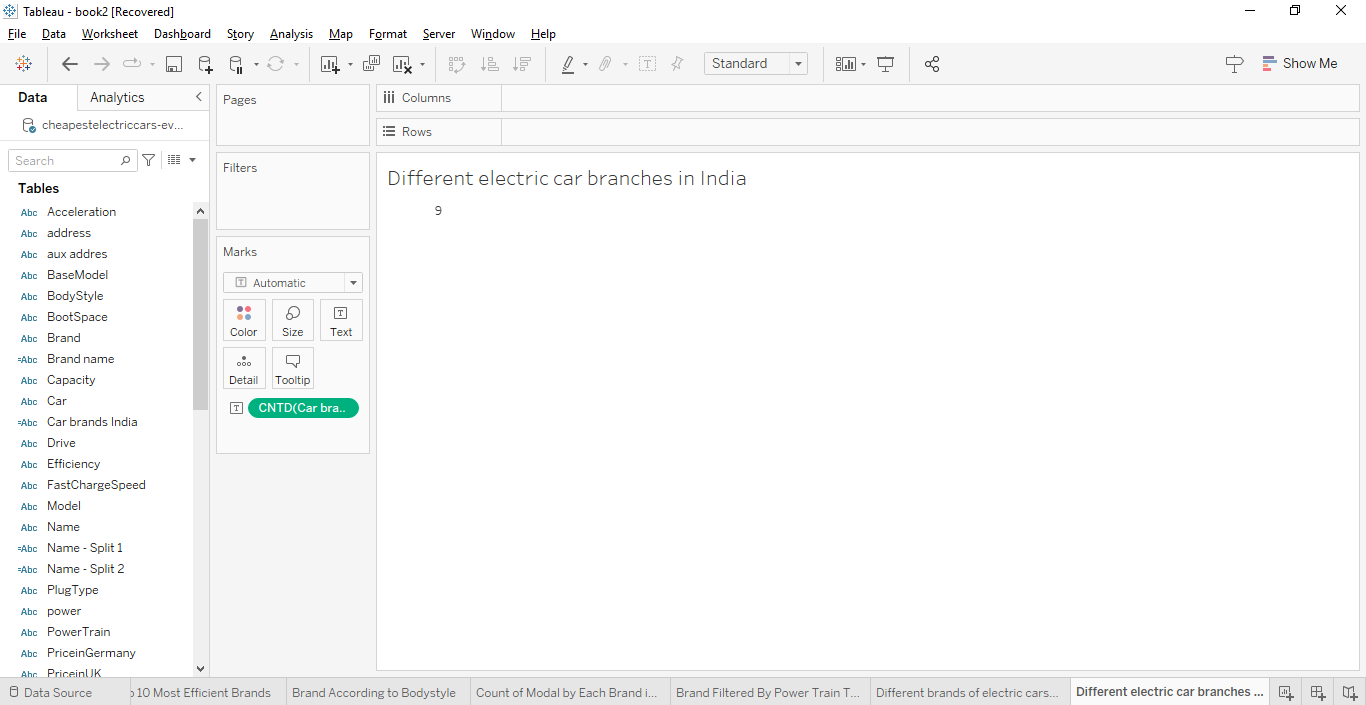 Tableau - book2 [Recovered]
File Data Worksheet Dashboard Story Analysis Map Format Server Window Help
Standard
Show Me
Data Analytics
cheapestelectriccars-ev...
Search
Tables
Abc Acceleration
Abc address
Abc aux addres
Abc BaseModel
Abc BodyStyle
Abc BootSpace
Abc Brand
=Abc Brand name
Abc Capacity
Abc Car
=Abc Car brands India
Abc Drive
Abc Efficiency
Abc FastChargeSpeed
Abc Model
Abc Name
=Abc Name - Split 1
=Abc Name - Split 2
Abc PlugType
Abc power
Abc PowerTrain
Abc PriceinGermany
Abc PriceinUK
Pages
Filters
Marks
T Automatic
Color Size Text
Detail Tooltip
T CNTD(Car bra..
Columns
Rows
Different electric car branches in India
9
Data Source
p 10 Most Efficient Brands
Brand According to Bodystyle
Count of Modal by Each Brand i...
Brand Filtered By Power Train T...
Different brands of electric cars...
Different electric car branches ...